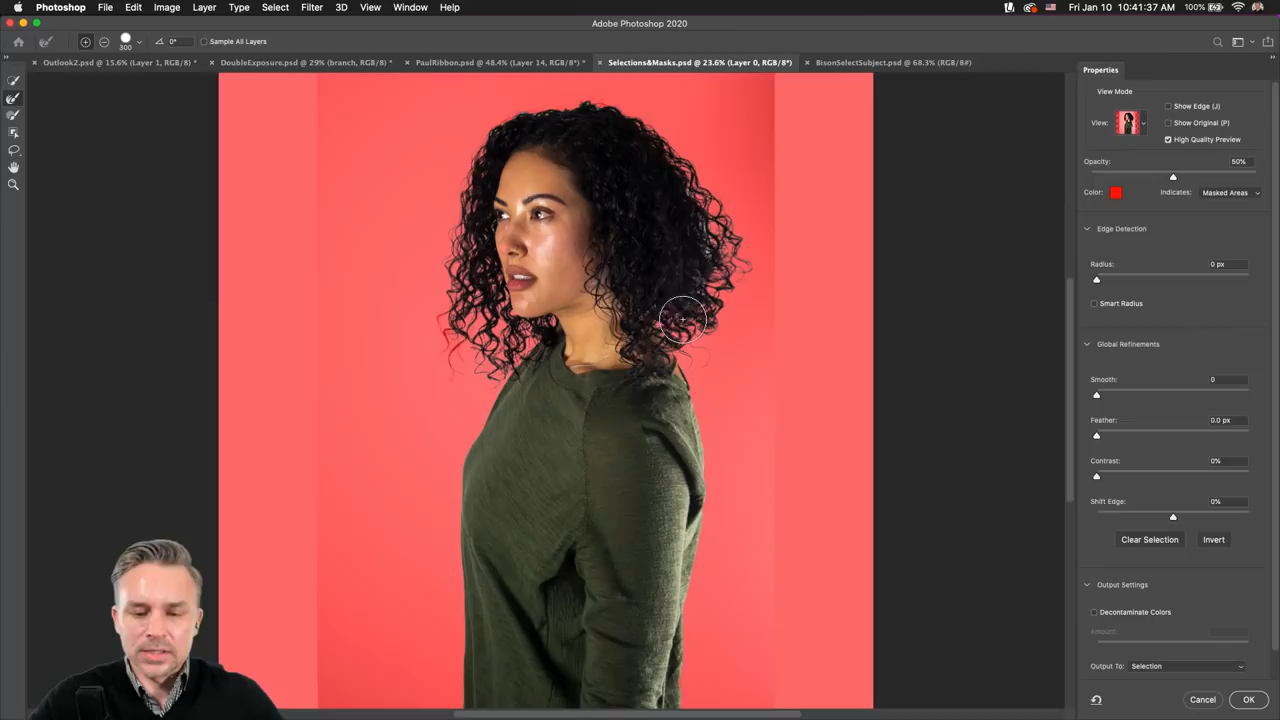 Photoshop File Edit Image Layer Type Select Filter 3D View Window Help 100% Fri Jan 10 10:41:37 AM
Adobe Photoshop 2020
300 0° Sample All Layers
Outlook2.psd @ 15.6% (Layer 1, RGB/8) * DoubleExposure.psd @ 29% (branch, RGB/8) * PaulRibbon.psd @ 48.4% (Layer 14, RGB/8) * Selections&Masks.psd @ 23.6% (Layer 0, RGB/8*) BisonSelectSubject.psd @ 68.3% (RGB/8#)
Properties
View Mode
Show Edge (J)
View:
Show Original (P)
High Quality Preview
Opacity: 50%
Color: Indicates: Masked Areas
Edge Detection
Radius: 0 px
Smart Radius
Global Refinements
Smooth: 0
Feather: 0.0 px
Contrast: 0%
Shift Edge: 0%
Clear Selection Invert
Output Settings
Decontaminate Colors
Amount:
Output To: Selection
Cancel OK